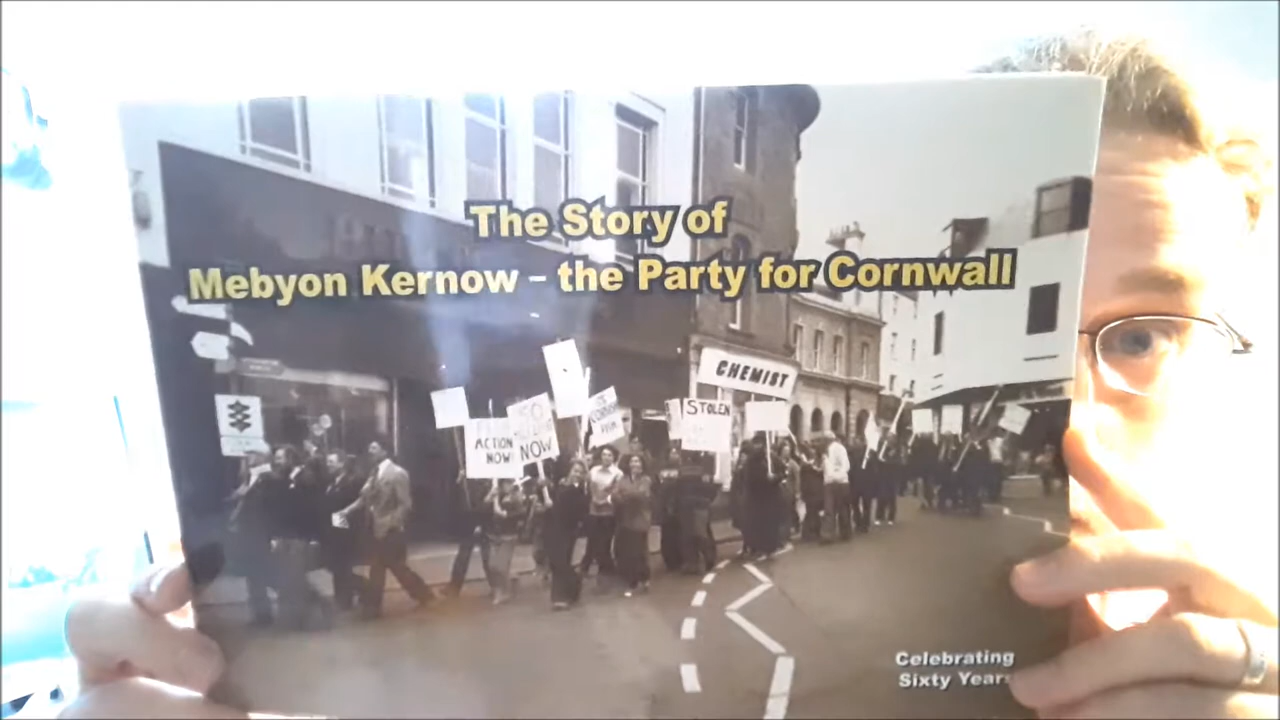 The Story of
Mebyon Kernow – the Party for Cornwall
CHEMIST
STOLEN
ACTION
NOW
NOW
Celebrating
Sixty Years